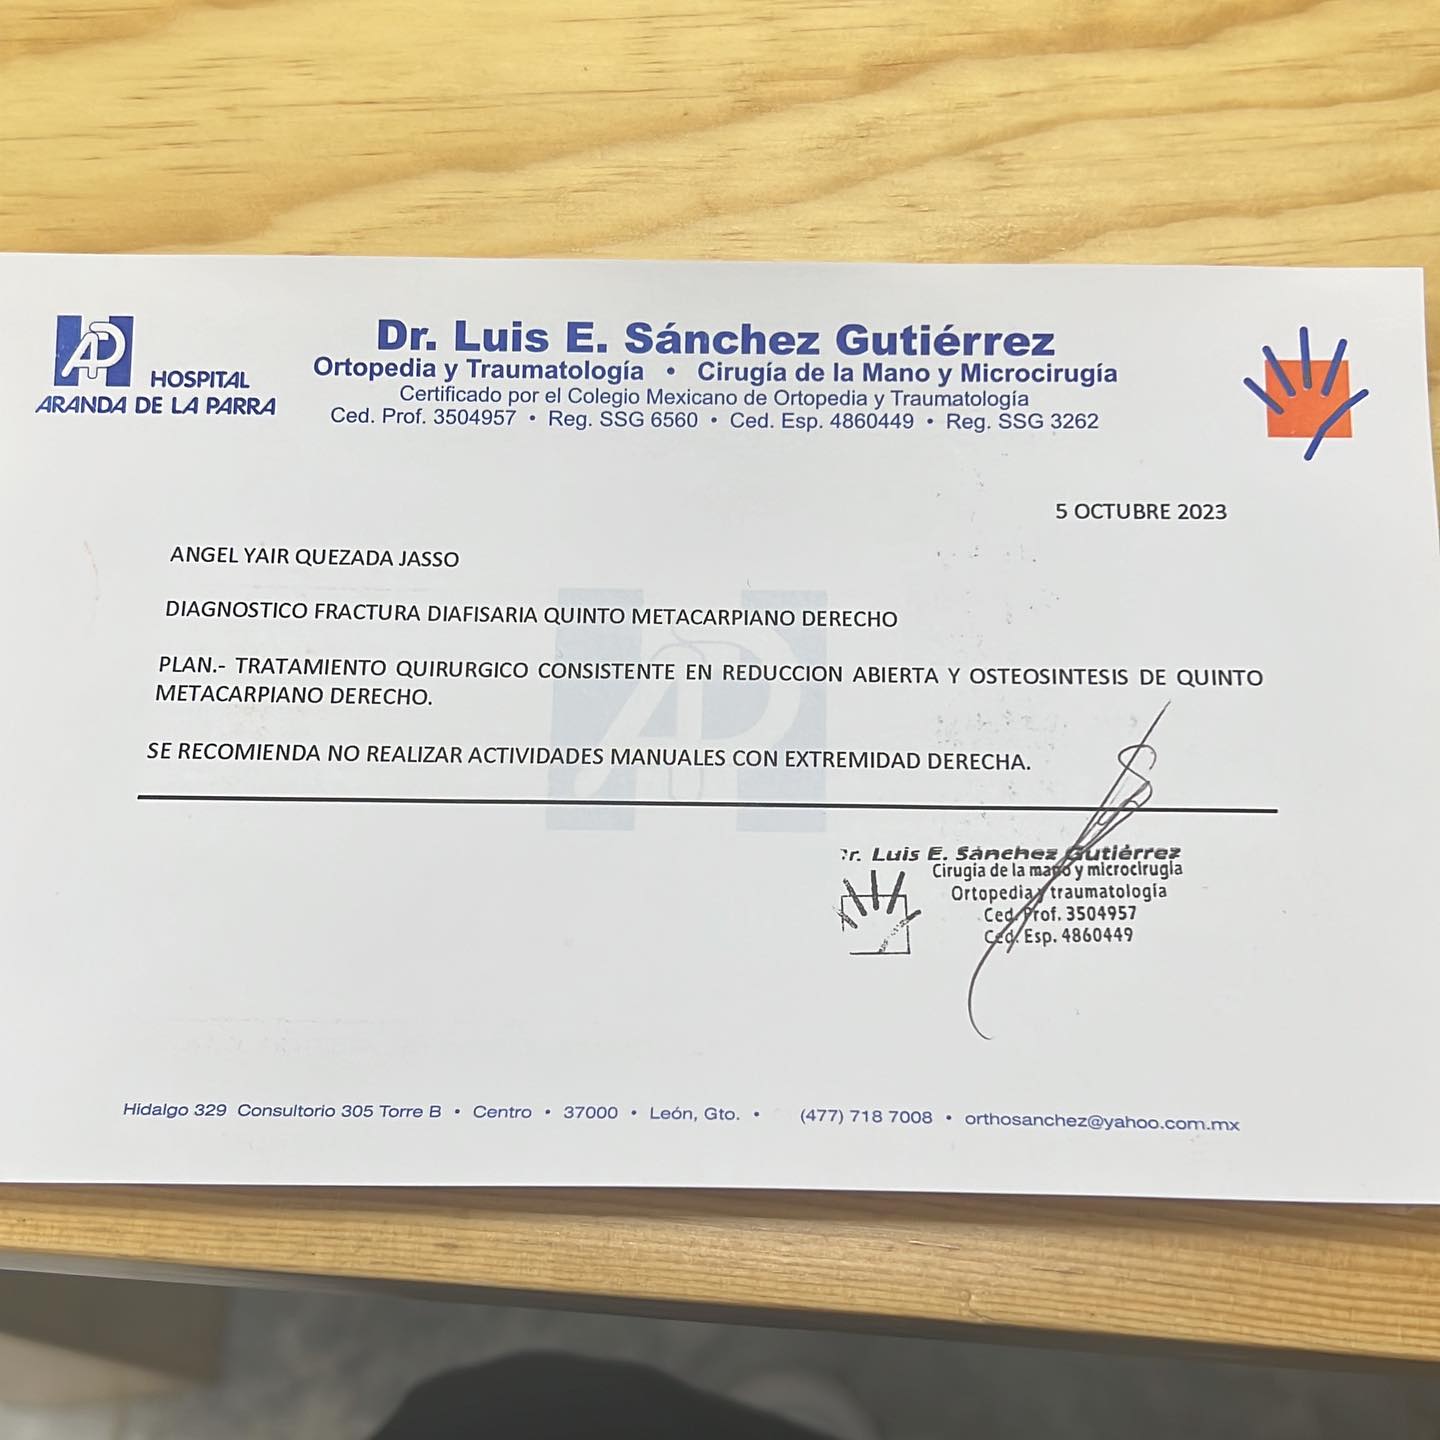 HOSPITAL
ARANDA DE LA PARRA
Dr. Luis E. Sánchez Gutiérrez
Ortopedia y Traumatología • Cirugía de la Mano y Microcirugía
Certificado por el Colegio Mexicano de Ortopedia y Traumatología
Ced. Prof. 3504957 • Reg. SSG 6560 • Ced. Esp. 4860449 • Reg. SSG 3262
5 OCTUBRE 2023
ANGEL YAIR QUEZADA JASSO
DIAGNOSTICO FRACTURA DIAFISARIA QUINTO METACARPIANO DERECHO
PLAN.- TRATAMIENTO QUIRURGICO CONSISTENTE EN REDUCCION ABIERTA Y OSTEOSINTESIS DE QUINTO
METACARPIANO DERECHO.
SE RECOMIENDA NO REALIZAR ACTIVIDADES MANUALES CON EXTREMIDAD DERECHA.
Dr. Luis E. Sánchez Gutiérrez
Cirugía de la mano y microcirugía
Ortopedia y traumatología
Ced. Prof. 3504957
Ced. Esp. 4860449
Hidalgo 329 Consultorio 305 Torre B • Centro • 37000 • León, Gto. • (477) 718 7008 • orthosanchez@yahoo.com.mx